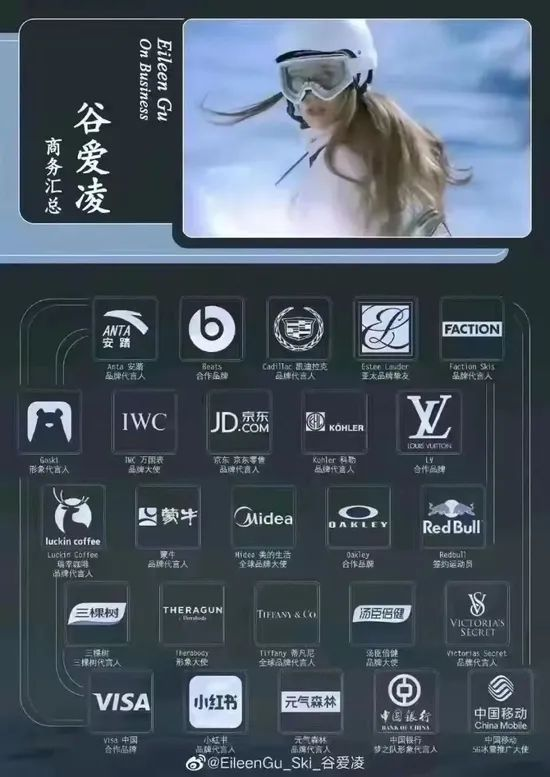 Eileen Gu
On Business
谷爱凌
商务汇总
ANTA
安踏
b
FACTION
Anta 安踏
品牌代言人
Beats
合作品牌
Cadillac 凯迪拉克
品牌代言人
Estee Lauder
亚太品牌挚友
Faction Skis
品牌代言人
IWC
JD.京东
.COM
KOHLER
LV
LOUIS VUITTON
Goski
形象代言人
IWC 万国表
品牌大使
京东 京东零售
品牌代言人
Kohler 科勒
品牌代言人
LV
合作品牌
luckin coffee
蒙牛
Midea
OAKLEY
Red Bull
Luckin Coffee
瑞幸咖啡
品牌代言人
蒙牛
品牌代言人
Midea 美的生活
全球品牌大使
Oakley
合作品牌
Redbull
签约运动员
三棵树
THERAGUN
by Therabody
TIFFANY & CO.
汤臣倍健
VS
VICTORIA'S
SECRET
三棵树
三棵树代言人
Therabody
形象大使
Tiffany 蒂凡尼
全球品牌代言人
汤臣倍健
品牌大使
Victorias Secret
品牌代言人
VISA
小红书
元气森林
中国银行
BANK OF CHINA
中国移动
China Mobile
Visa 中国
合作品牌
小红书
品牌代言人
元气森林
品牌代言人
中国银行
梦之队形象代言人
中国移动
5G冰雪推广大使
@EileenGu_Ski_谷爱凌